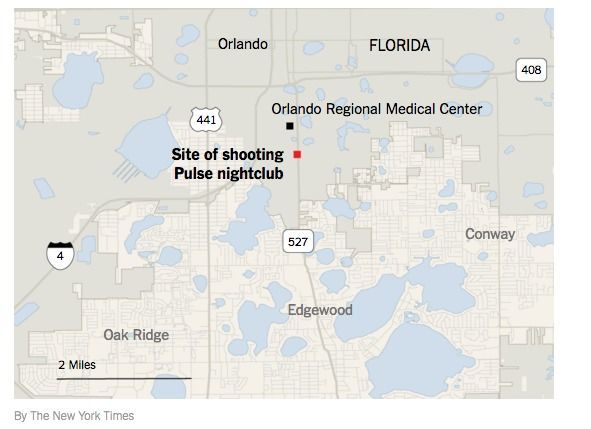 Orlando
FLORIDA
408
Orlando Regional Medical Center
441
Site of shooting
Pulse nightclub
527
Conway
4
Edgewood
Oak Ridge
2 Miles
By The New York Times